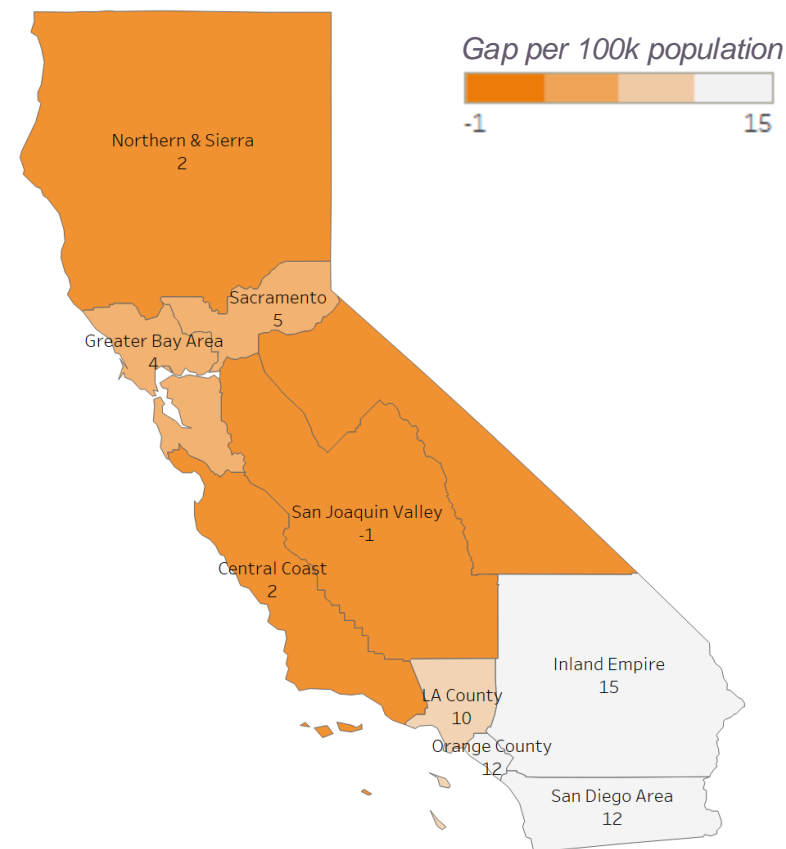 Gap per 100k population
-1 15
Northern & Sierra
2
Sacramento
5
Greater Bay Area
4
San Joaquin Valley
-1
Central Coast
2
Inland Empire
15
LA County
10
Orange County
12
San Diego Area
12